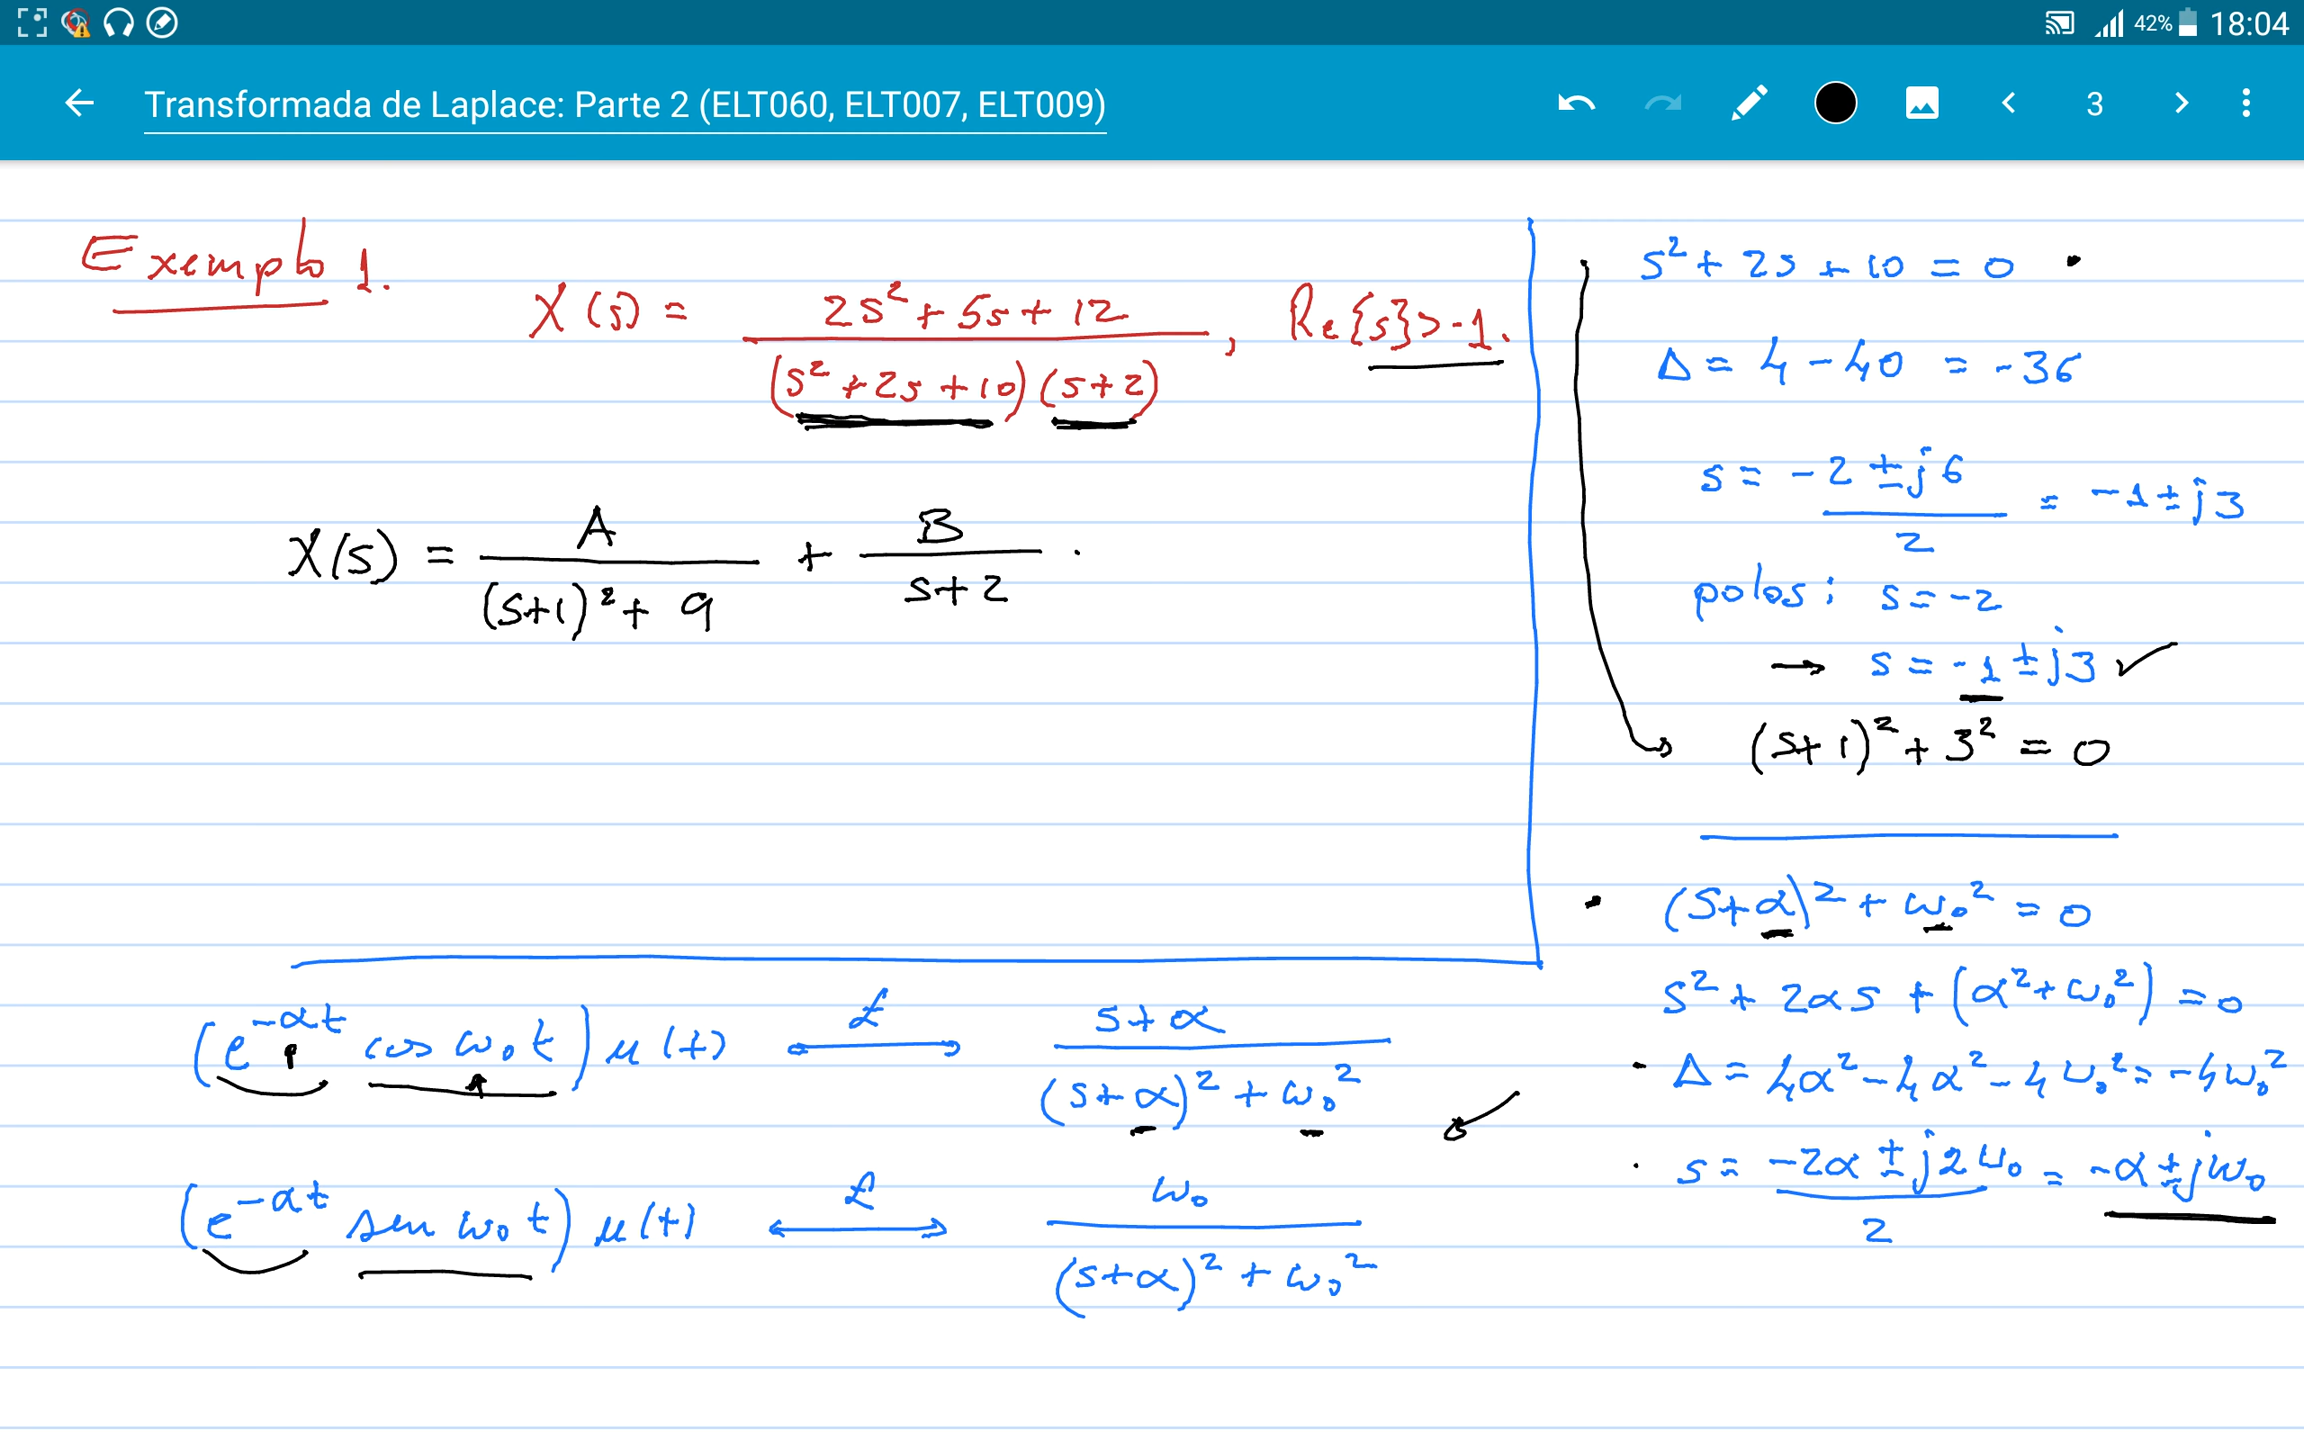 42% 18:04
Transformada de Laplace: Parte 2 (ELT060, ELT007, ELT009) 3
Exemplo 1.
X(s) = (2s² + 5s + 12) / ((s² + 2s + 10)(s+2)), Re{s} > -1.
X(s) = A / ((s+1)² + 9) + B / (s+2) .
s² + 2s + 10 = 0
Δ = 4 - 40 = -36
s = (-2 ± j6) / 2 = -1 ± j3
polos: s = -2
→ s = -1 ± j3 ✓
(s+1)² + 3² = 0
• (s+α)² + ω₀² = 0
s² + 2αs + (α² + ω₀²) = 0
• Δ = 4α² - 4α² - 4ω₀² = -4ω₀²
• s = (-2α ± j2ω₀) / 2 = -α ± jω₀
(e^{-αt} cos ω₀t) μ(t) ⟷ £ (s+α) / ((s+α)² + ω₀²)
(e^{-αt} sen ω₀t) μ(t) ⟷ £ ω₀ / ((s+α)² + ω₀²)